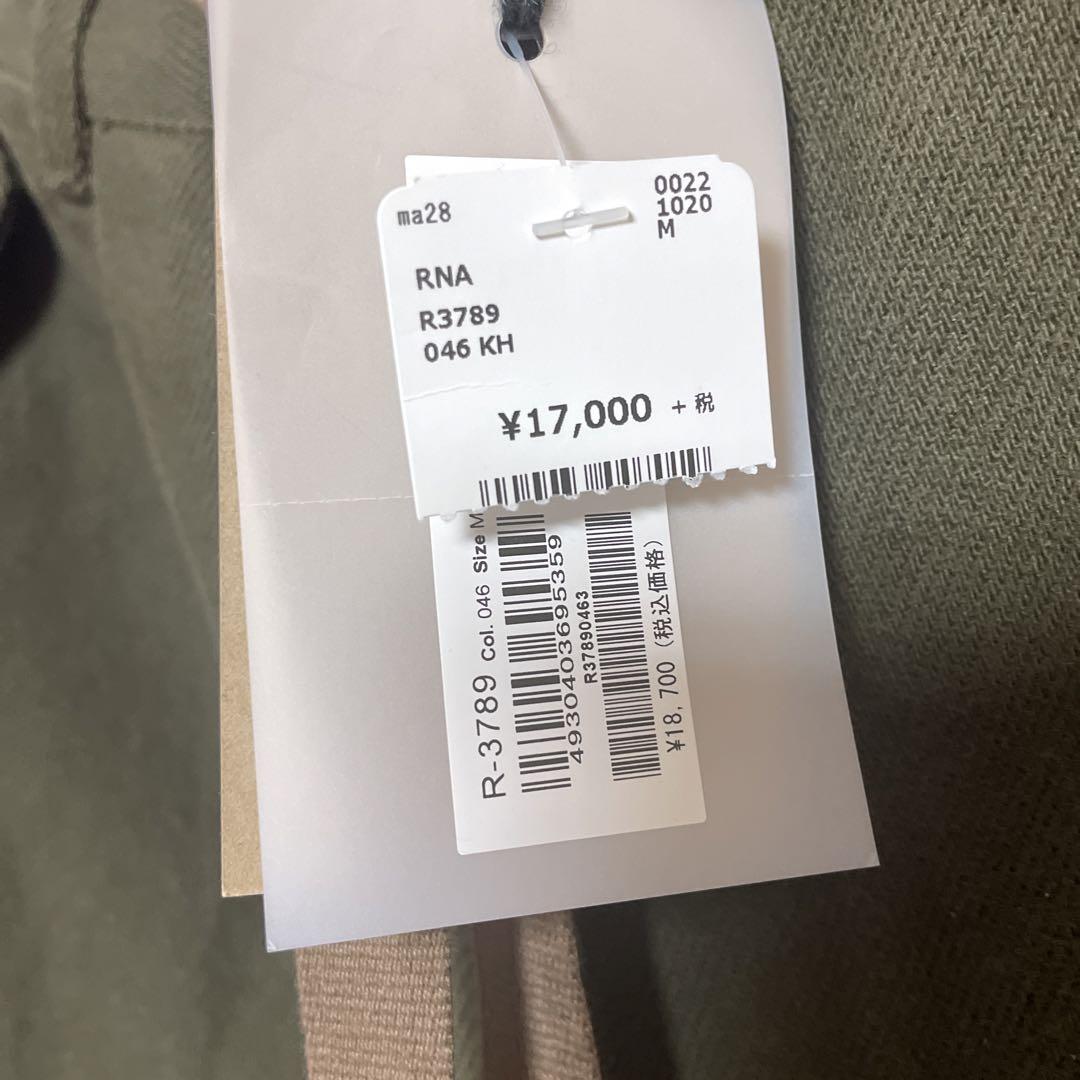 ma28
0022
1020
M
RNA
R3789
046 KH
¥17,000 +税
R-3789 Col. 046 Size M
4930403695359
R37890463
¥18,700 (税込価格)